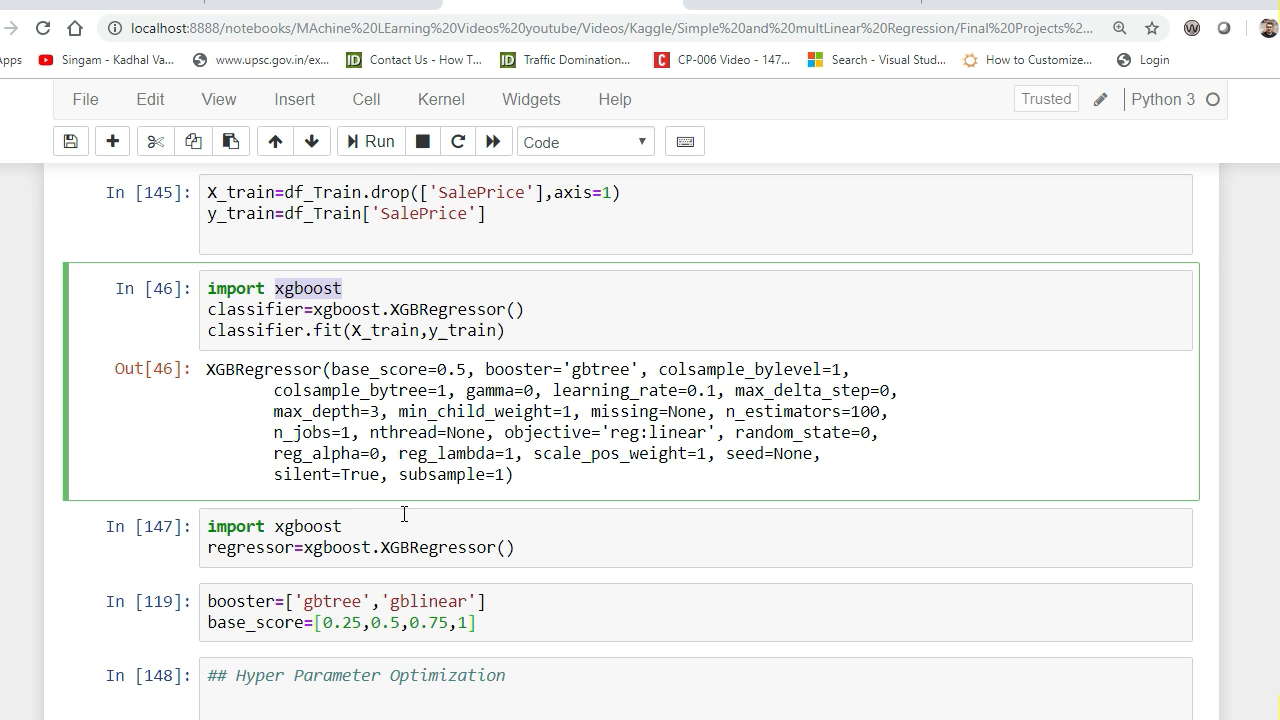 localhost:8888/notebooks/MAchine%20LEarning%20Videos%20youtube/Videos/Kaggle/Simple%20and%20multLinear%20Regression/Final%20Projects%2...
Apps Singam - Kadhal Va... www.upsc.gov.in/ex... Contact Us - How T... Traffic Domination... CP-006 Video - 147... Search - Visual Stud... How to Customize... Login
File Edit View Insert Cell Kernel Widgets Help Trusted Python 3
Run Code
In [145]: X_train=df_Train.drop(['SalePrice'],axis=1)
y_train=df_Train['SalePrice']
In [46]: import xgboost
classifier=xgboost.XGBRegressor()
classifier.fit(X_train,y_train)
Out[46]: XGBRegressor(base_score=0.5, booster='gbtree', colsample_bylevel=1,
colsample_bytree=1, gamma=0, learning_rate=0.1, max_delta_step=0,
max_depth=3, min_child_weight=1, missing=None, n_estimators=100,
n_jobs=1, nthread=None, objective='reg:linear', random_state=0,
reg_alpha=0, reg_lambda=1, scale_pos_weight=1, seed=None,
silent=True, subsample=1)
In [147]: import xgboost
regressor=xgboost.XGBRegressor()
In [119]: booster=['gbtree','gblinear']
base_score=[0.25,0.5,0.75,1]
In [148]: ## Hyper Parameter Optimization